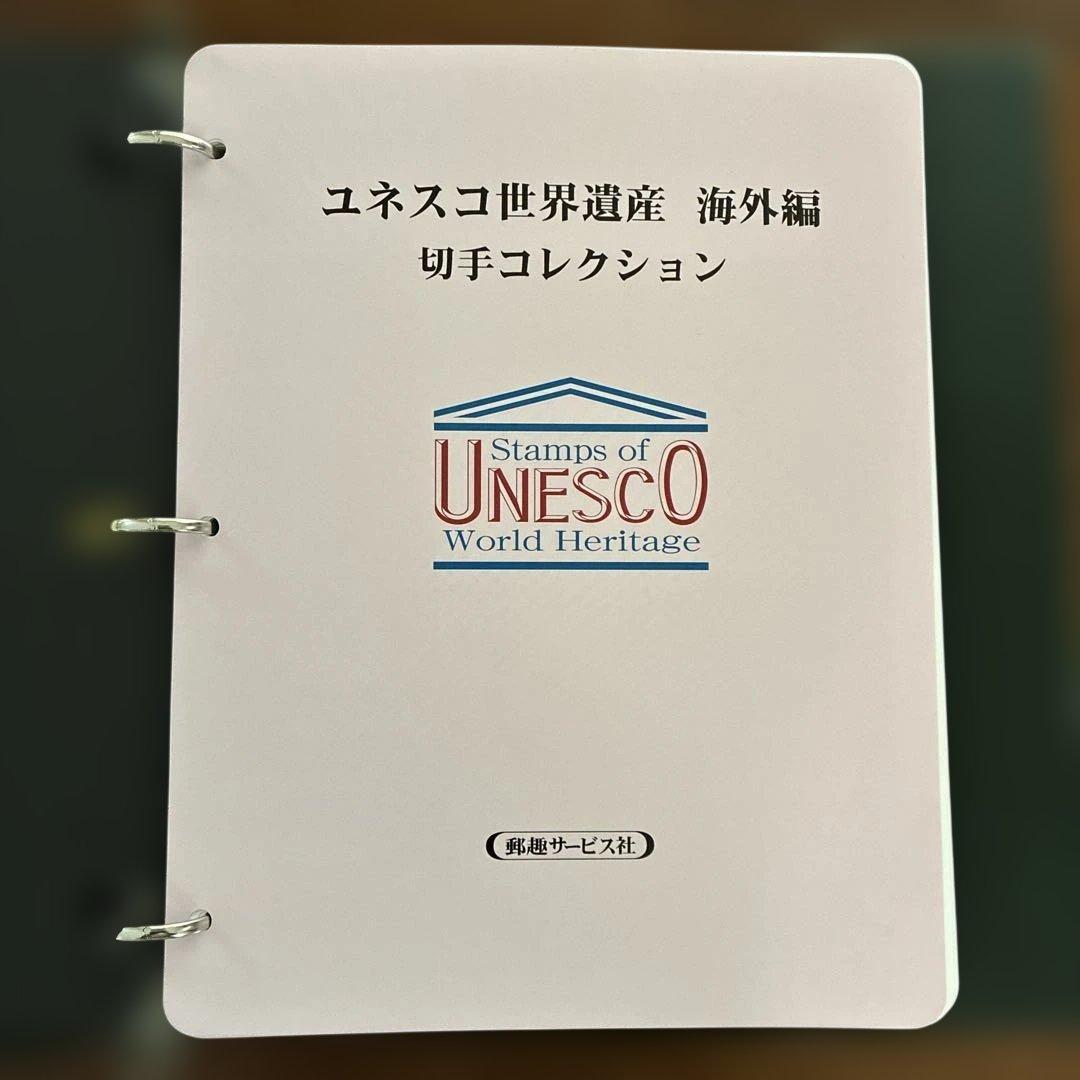 ユネスコ世界遺産 海外編
切手コレクション
Stamps of
UNESCO
World Heritage
郵趣サービス社